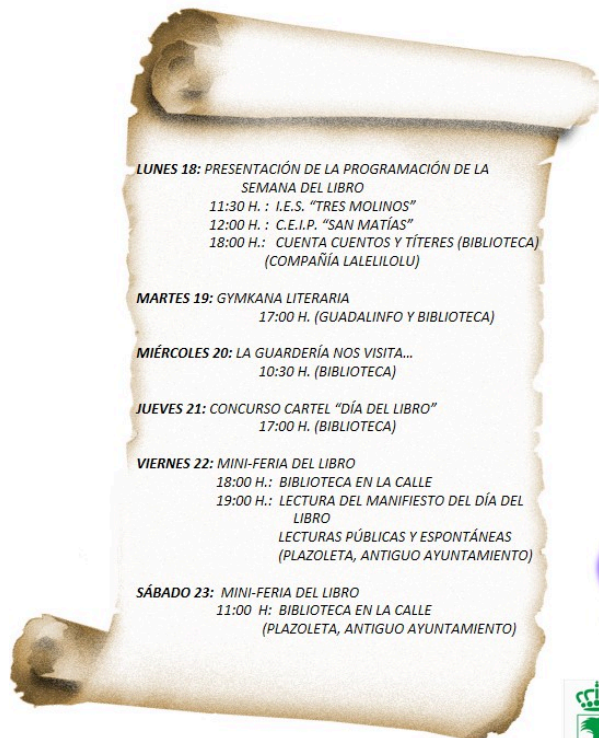 LUNES 18: PRESENTACIÓN DE LA PROGRAMACIÓN DE LA
SEMANA DEL LIBRO
11:30 H. : I.E.S. “TRES MOLINOS”
12:00 H. : C.E.I.P. “SAN MATÍAS”
18:00 H.: CUENTA CUENTOS Y TÍTERES (BIBLIOTECA)
(COMPAÑÍA LALELILOLU)
MARTES 19: GYMKANA LITERARIA
17:00 H. (GUADALINFO Y BIBLIOTECA)
MIÉRCOLES 20: LA GUARDERÍA NOS VISITA...
10:30 H. (BIBLIOTECA)
JUEVES 21: CONCURSO CARTEL “DÍA DEL LIBRO”
17:00 H. (BIBLIOTECA)
VIERNES 22: MINI-FERIA DEL LIBRO
18:00 H.: BIBLIOTECA EN LA CALLE
19:00 H.: LECTURA DEL MANIFIESTO DEL DÍA DEL
LIBRO
LECTURAS PÚBLICAS Y ESPONTÁNEAS
(PLAZOLETA, ANTIGUO AYUNTAMIENTO)
SÁBADO 23: MINI-FERIA DEL LIBRO
11:00 H: BIBLIOTECA EN LA CALLE
(PLAZOLETA, ANTIGUO AYUNTAMIENTO)